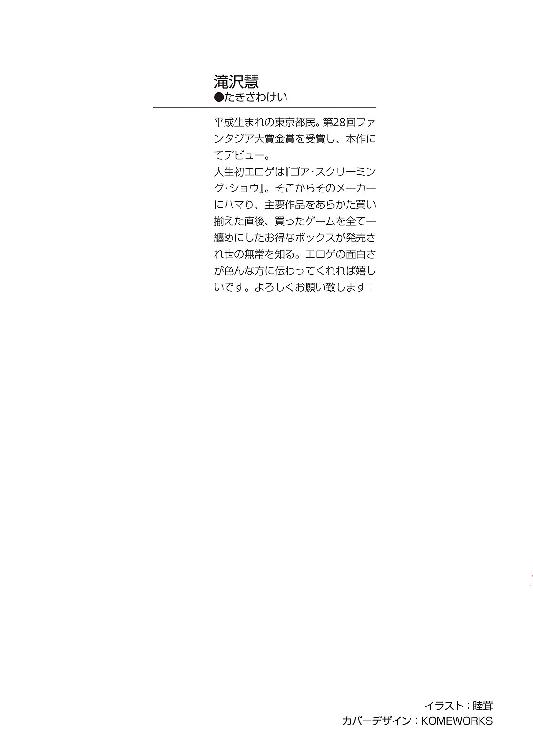 滝沢慧
●たきざわけい
平成生まれの東京都民。第28回ファ
ンタジア大賞金賞を受賞し、本作に
てデビュー。
人生初エロゲは『ゴア・スクリーミン
グ・ショウ』。そこからそのメーカー
にハマり、主要作品をあらかた買い
揃えた直後、買ったゲームを全て一
纏めにしたお得なボックスが発売さ
れ世の無常を知る。エロゲの面白さ
が色んな方に伝わってくれれば嬉し
いです。よろしくお願い致します！
イラスト：睦茸
カバーデザイン：KOMEWORKS